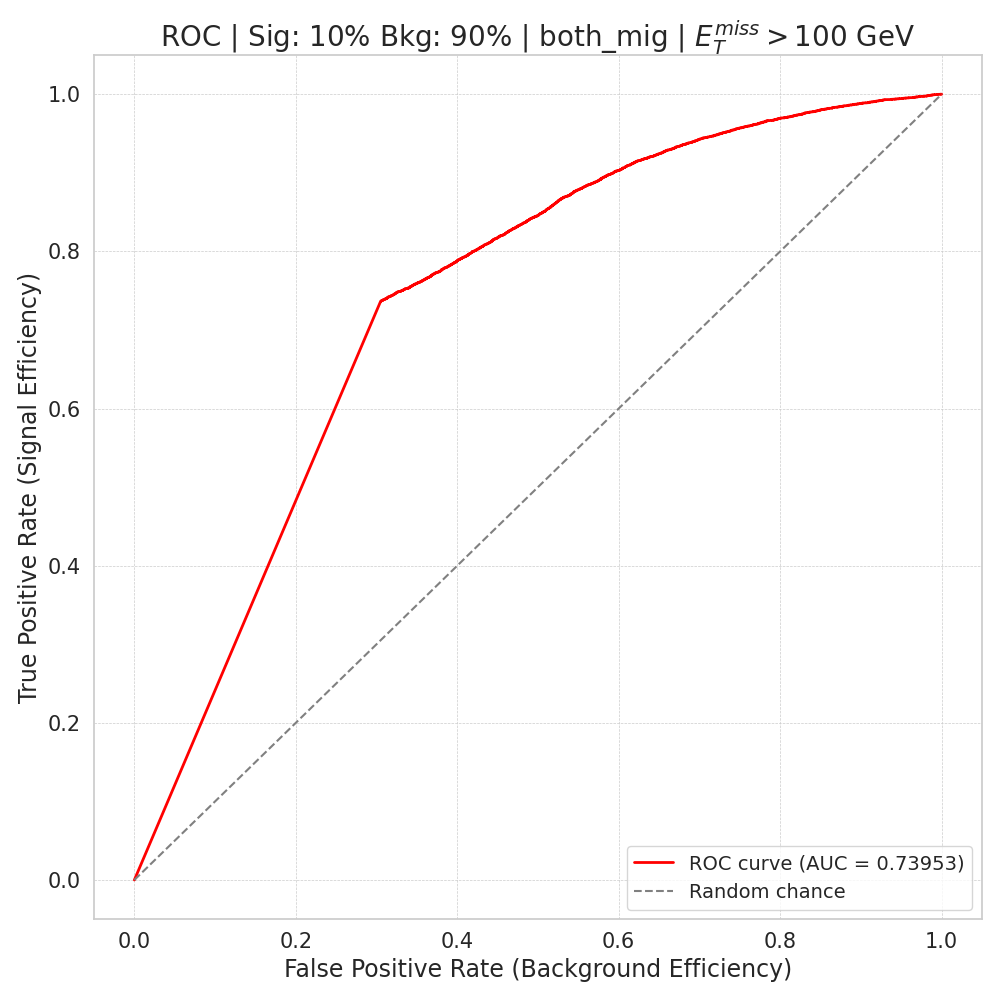 ROC | Sig: 10% Bkg: 90% | both_mig | $E_T^{miss} > 100$ GeV
True Positive Rate (Signal Efficiency)
1.0
0.8
0.6
0.4
0.2
0.0
ROC curve (AUC = 0.73953)
Random chance
0.0 0.2 0.4 0.6 0.8 1.0
False Positive Rate (Background Efficiency)